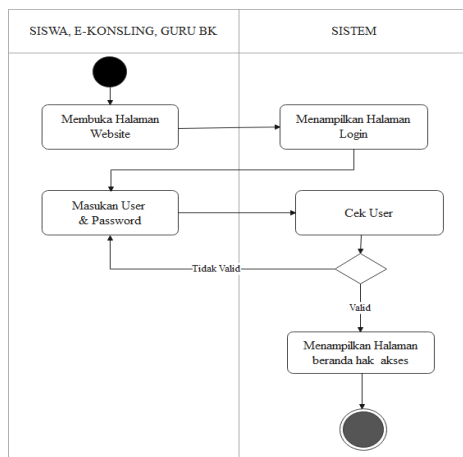 SISWA, E-KONSLING, GURU BK
SISTEM
Membuka Halaman
Website
Menampilkan Halaman
Login
Masukan User
& Password
Cek User
Tidak Valid
Valid
Menampilkan Halaman
beranda hak akses